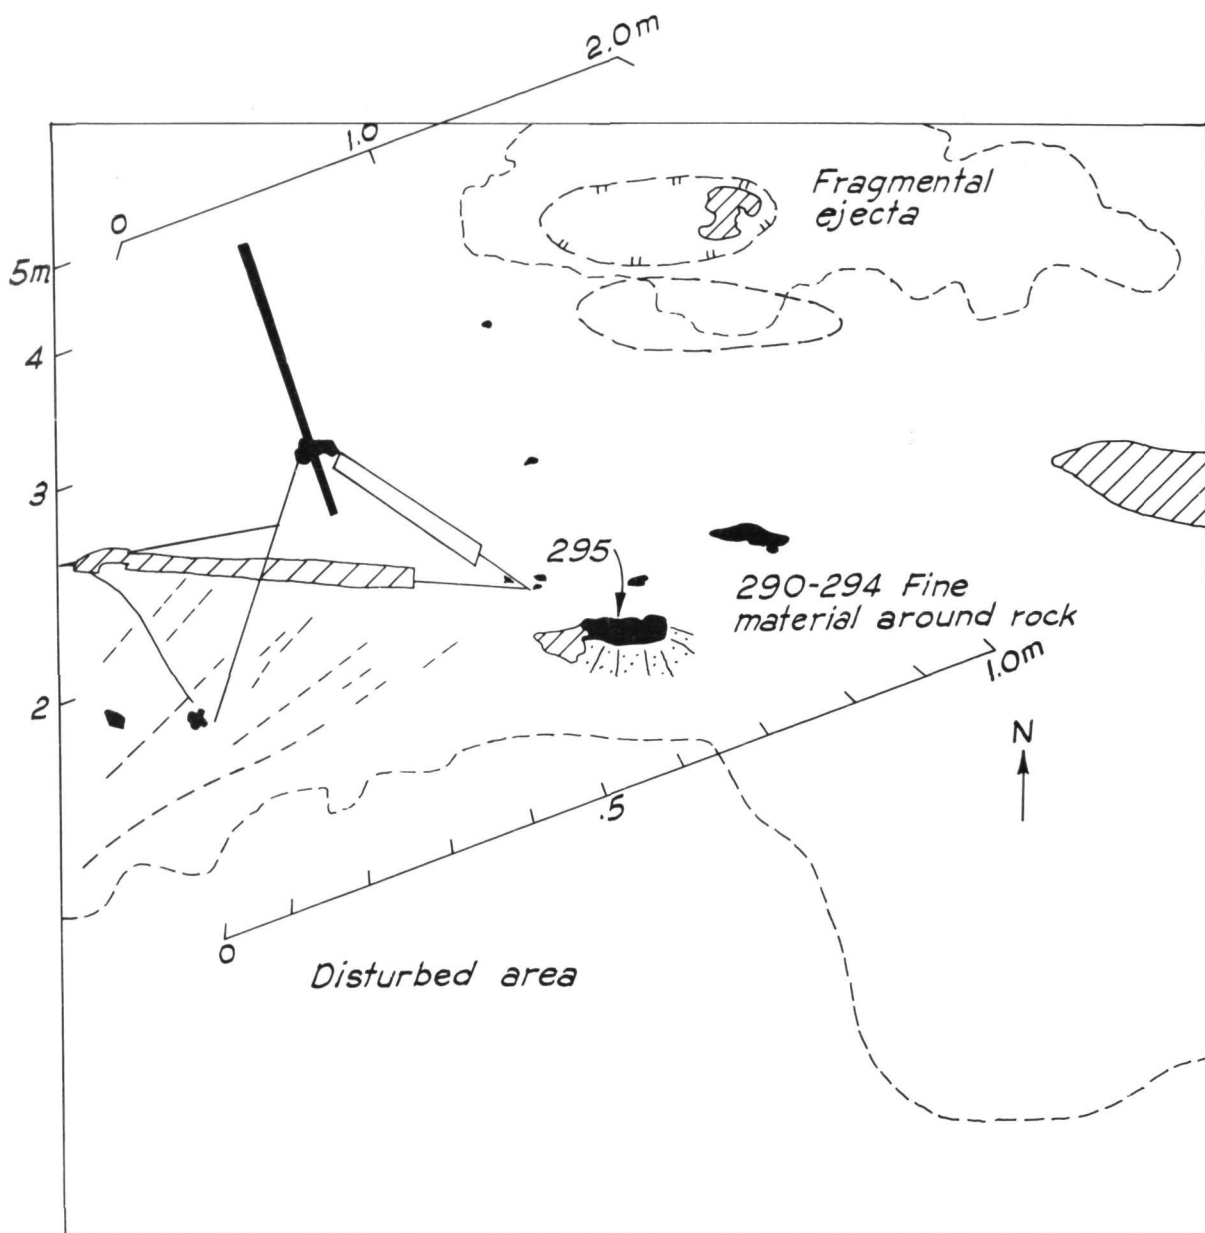 2.0m
1.0
0
Fragmental
ejecta
5m
4
3
295
290-294 Fine
material around rock
1.0m
2
N
.5
0
Disturbed area